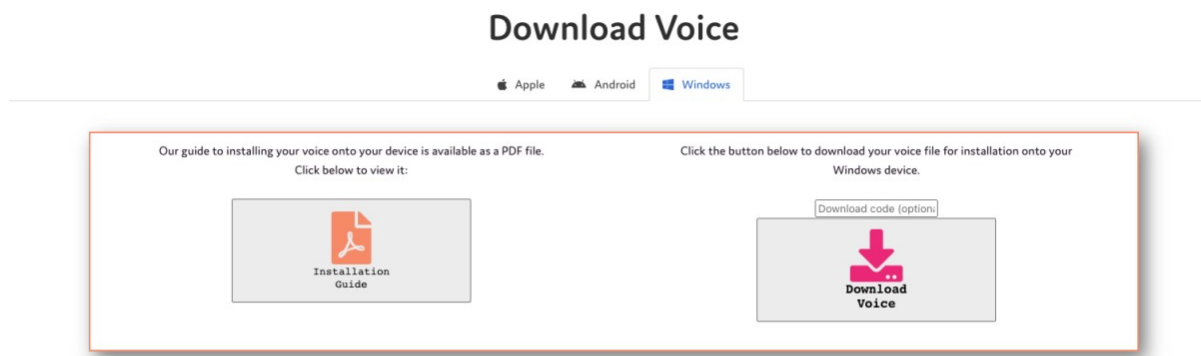 Download Voice
Apple Android Windows
Our guide to installing your voice onto your device is available as a PDF file.
Click below to view it:
Installation
Guide
Click the button below to download your voice file for installation onto your
Windows device.
Download code (optiona
Download
Voice